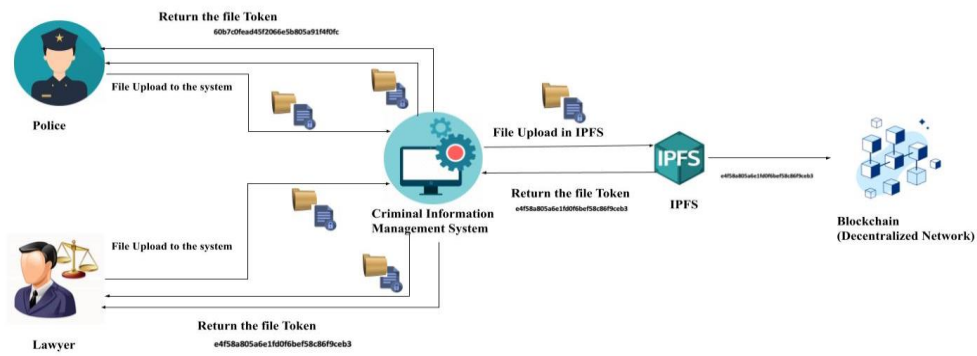 Return the file Token
60b7c0fead45f2066e5b805a91f4f0fc
File Upload to the system
Police
File Upload in IPFS
IPFS
Return the file Token
e4f58a805a6e1fd0f6bef58c86f9ceb3
IPFS
e4f58a805a6e1fd0f6bef58c86f9ceb3
Blockchain
(Decentralized Network)
Criminal Information
Management System
File Upload to the system
Lawyer
Return the file Token
e4f58a805a6e1fd0f6bef58c86f9ceb3